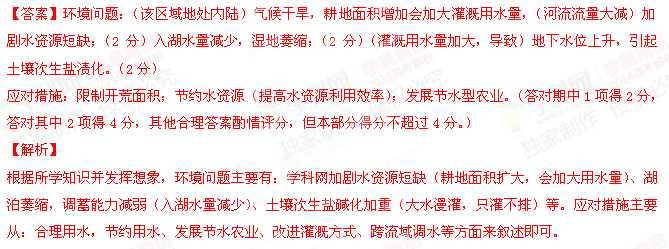 【答案】环境问题：（该区域地处内陆）气候干旱，耕地面积增加会加大灌溉用水量，（河流流量大减）加
剧水资源短缺；（2 分）入湖水量减少，湿地萎缩；（2 分）（灌溉用水量加大，导致）地下水位上升，引起
土壤次生盐渍化。（2 分）
应对措施：限制开荒面积；节约水资源（提高水资源利用效率）；发展节水型农业。（答对期中 1 项得 2 分，
答对其中 2 项得 4 分，其他合理答案酌情评分，但本部分得分不超过 4 分。）
【解析】
根据所学知识并发挥想象，环境问题主要有：学科网加剧水资源短缺（耕地面积扩大，会加大用水量）、湖
泊萎缩，调蓄能力减弱（入湖水量减少）、土壤次生盐碱化加重（大水漫灌，只灌不排）等。应对措施主要
从：合理用水，节约用水、发展节水农业、改进灌溉方式、跨流域调水等方面来叙述即可。